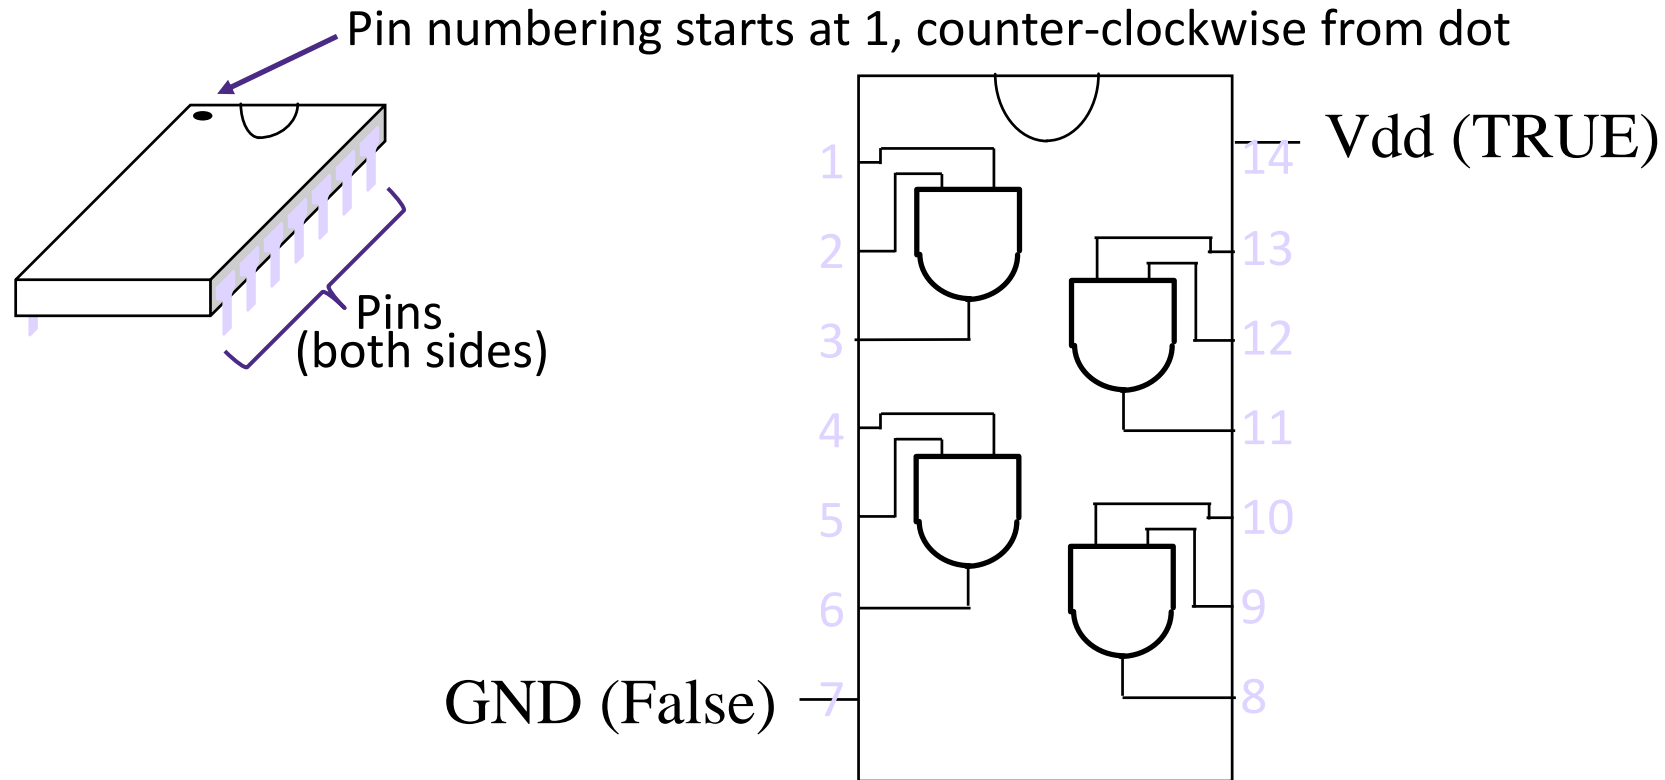 Pin numbering starts at 1, counter-clockwise from dot
Pins
(both sides)
1
2
3
4
5
6
GND (False) 7
14 Vdd (TRUE)
13
12
11
10
9
8